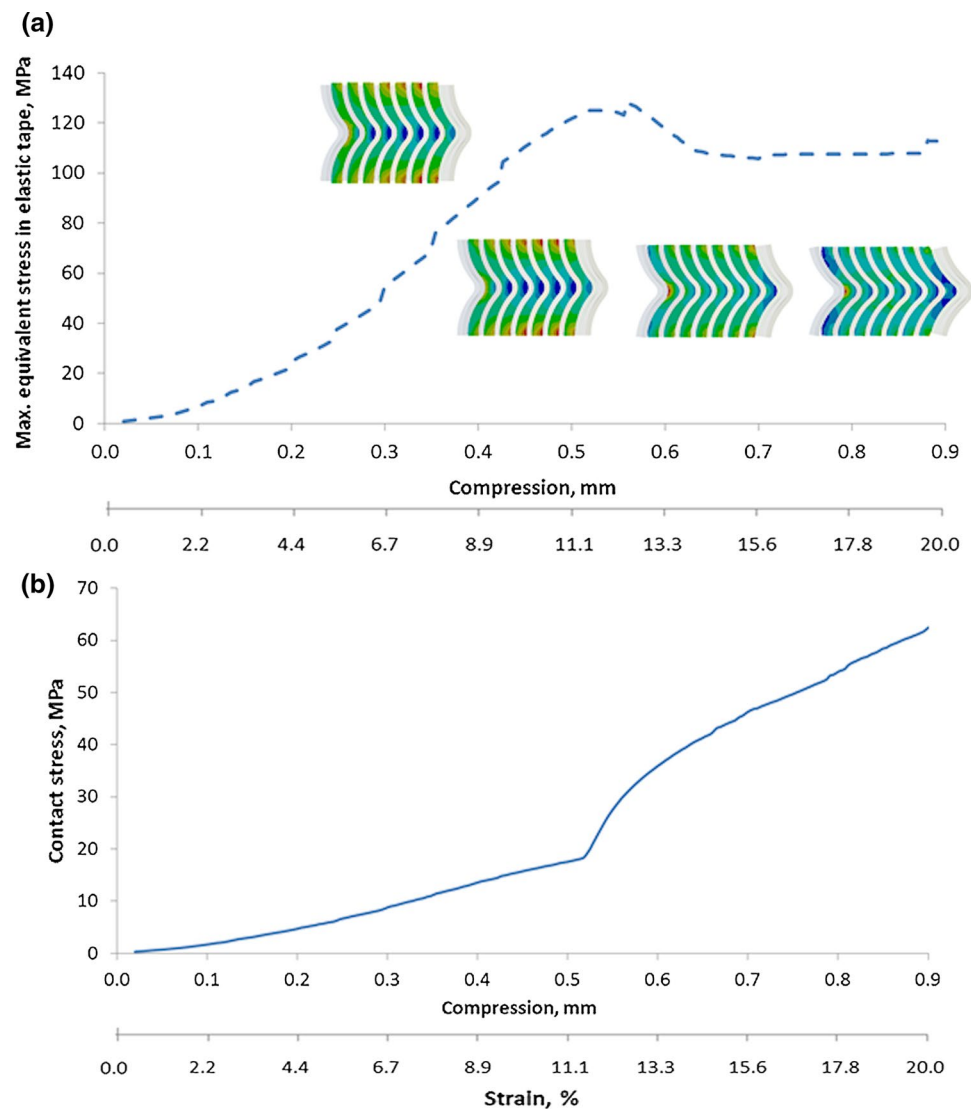 (a)
Max. equivalent stress in elastic tape, MPa
140
120
100
80
60
40
20
0
0.0 0.1 0.2 0.3 0.4 0.5 0.6 0.7 0.8 0.9
Compression, mm
0.0 2.2 4.4 6.7 8.9 11.1 13.3 15.6 17.8 20.0
(b)
Contact stress, MPa
70
60
50
40
30
20
10
0
0.0 0.1 0.2 0.3 0.4 0.5 0.6 0.7 0.8 0.9
Compression, mm
0.0 2.2 4.4 6.7 8.9 11.1 13.3 15.6 17.8 20.0
Strain, %